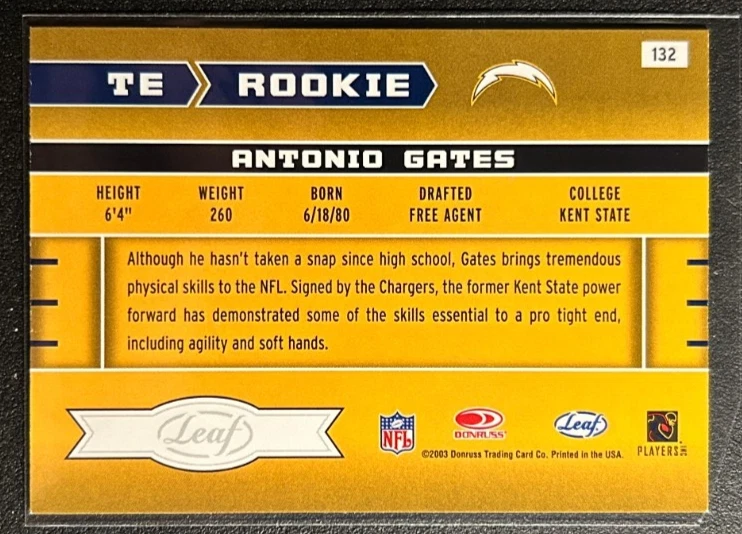 132
TE ROOKIE
ANTONIO GATES
HEIGHT WEIGHT BORN DRAFTED COLLEGE
6'4" 260 6/18/80 FREE AGENT KENT STATE
Although he hasn't taken a snap since high school, Gates brings tremendous
physical skills to the NFL. Signed by the Chargers, the former Kent State power
forward has demonstrated some of the skills essential to a pro tight end,
including agility and soft hands.
Leaf
NFL DONRUSS Leaf PLAYERS INC
©2003 Donruss Trading Card Co. Printed in the USA.